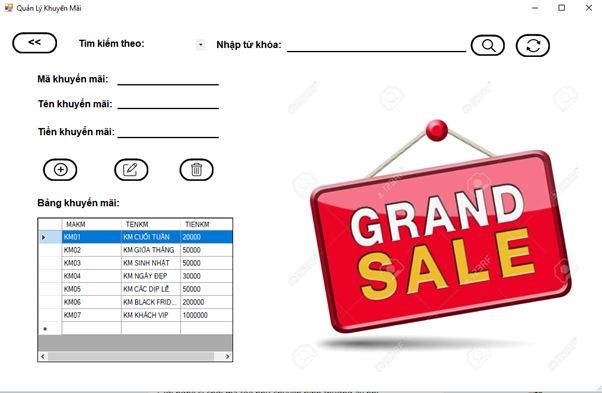 Quản Lý Khuyến Mãi
<<
Tìm kiếm theo:
Nhập từ khóa:
Mã khuyến mãi:
Tên khuyến mãi:
Tiền khuyến mãi:
Bảng khuyến mãi:
MAKM TENKM TIENKM
KM01 KM CUỐI TUẦN 20000
KM02 KM GIỮA THÁNG 50000
KM03 KM SINH NHẬT 50000
KM04 KM NGÀY ĐẸP 30000
KM05 KM CÁC DỊP LỄ 50000
KM06 KM BLACK FRID... 200000
KM07 KM KHÁCH VIP 1000000
GRAND
SALE